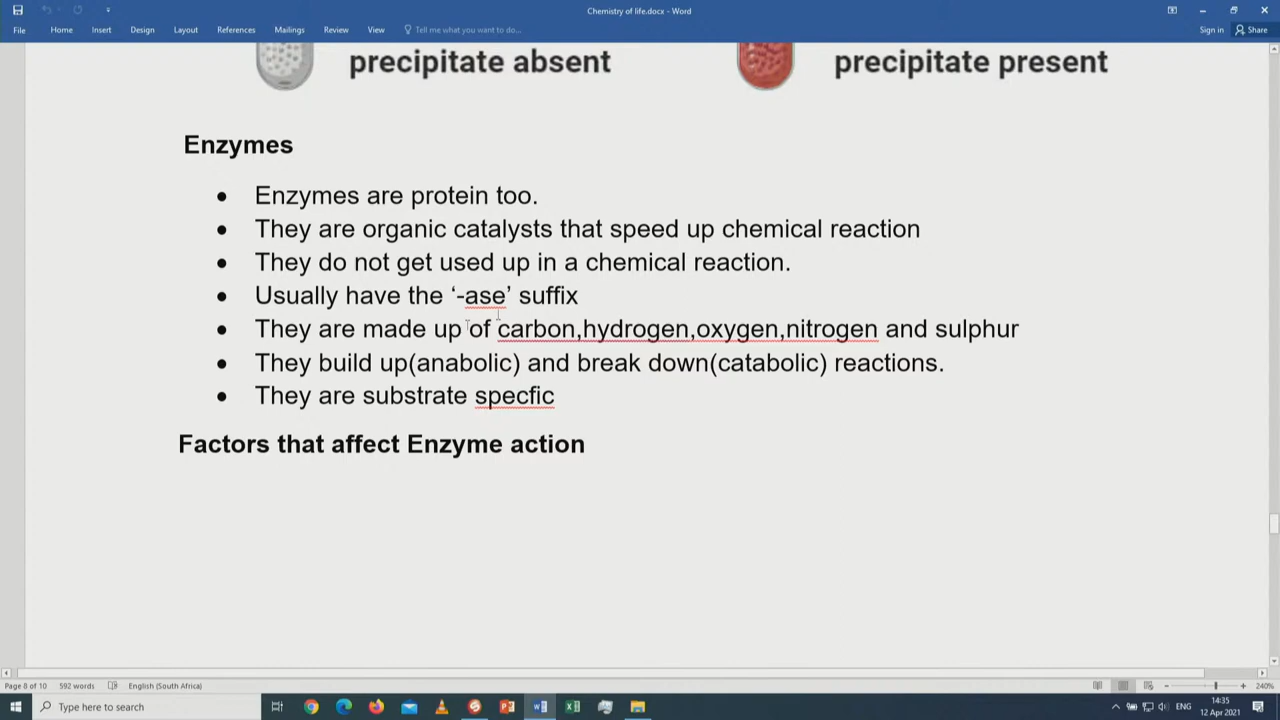 Chemistry of life.docx - Word
File Home Insert Design Layout References Mailings Review View Tell me what you want to do... Sign in Share
precipitate absent precipitate present
Enzymes
• Enzymes are protein too.
• They are organic catalysts that speed up chemical reaction
• They do not get used up in a chemical reaction.
• Usually have the ‘-ase’ suffix
• They are made up of carbon,hydrogen,oxygen,nitrogen and sulphur
• They build up(anabolic) and break down(catabolic) reactions.
• They are substrate specfic
Factors that affect Enzyme action
Page 8 of 10 592 words English (South Africa) 240%
Type here to search ENG 14:35
12 Apr 2021